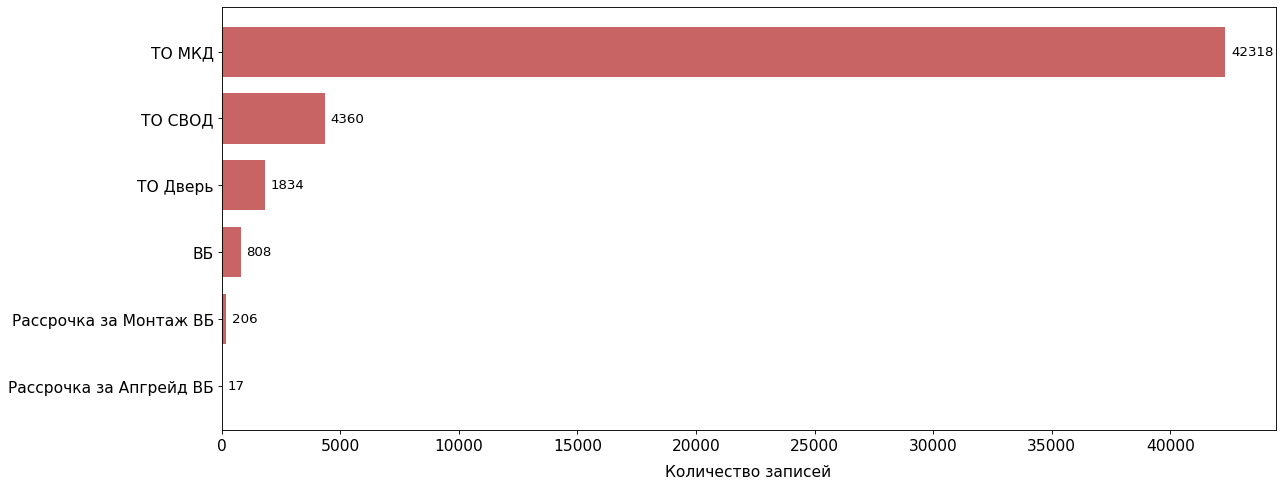 ТО МКД 42318
ТО СВОД 4360
ТО Дверь 1834
ВБ 808
Рассрочка за Монтаж ВБ 206
Рассрочка за Апгрейд ВБ 17
0 5000 10000 15000 20000 25000 30000 35000 40000
Количество записей